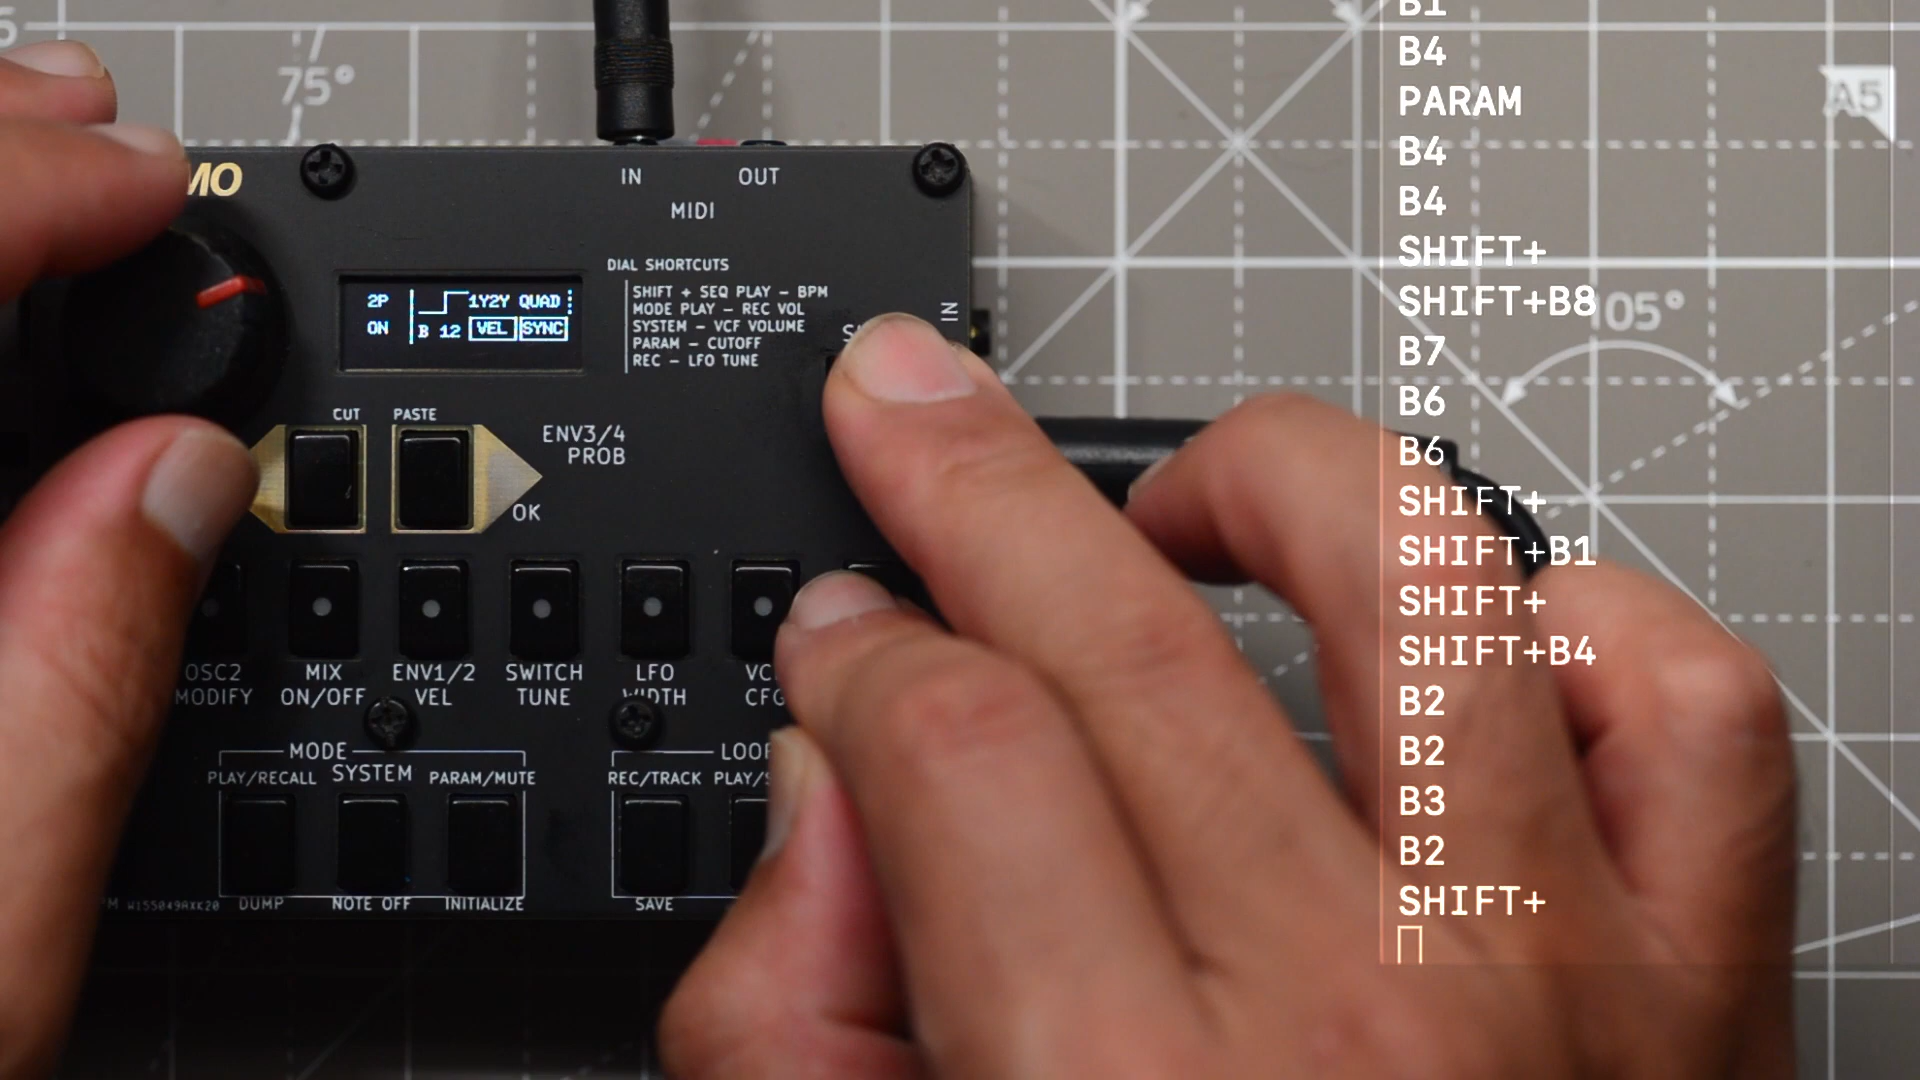 75°
A5
MO
IN
OUT
MIDI
DIAL SHORTCUTS
SHIFT + SEQ PLAY – BPM
MODE PLAY – REC VOL
SYSTEM – VCF VOLUME
PARAM – CUTOFF
REC – LFO TUNE
IN
2P
1Y2Y QUAD
ON
B 12 VEL SYNC
105°
CUT
PASTE
ENV3/4
PROB
OK
OSC2
MODIFY
MIX
ON/OFF
ENV1/2
VEL
SWITCH
TUNE
LFO
WIDTH
CFG
MODE
PLAY/RECALL
SYSTEM
PARAM/MUTE
REC/TRACK
DUMP
NOTE OFF
INITIALIZE
SAVE
B1
B4
PARAM
B4
B4
SHIFT+
SHIFT+B8
B7
B6
B6
SHIFT+
SHIFT+B1
SHIFT+
SHIFT+B4
B2
B2
B3
B2
SHIFT+